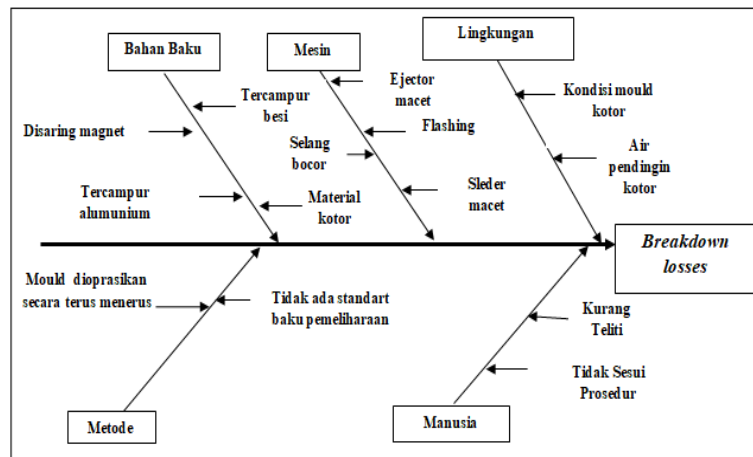 Bahan Baku
Mesin
Lingkungan
Tercampur
besi
Disaring magnet
Tercampur
alumunium
Material
kotor
Ejector
macet
Flashing
Selang
bocor
Sleder
macet
Kondisi mould
kotor
Air
pendingin
kotor
Breakdown
losses
Mould dioprasikan
secara terus menerus
Tidak ada standart
baku pemeliharaan
Kurang
Teliti
Tidak Sesui
Prosedur
Metode
Manusia